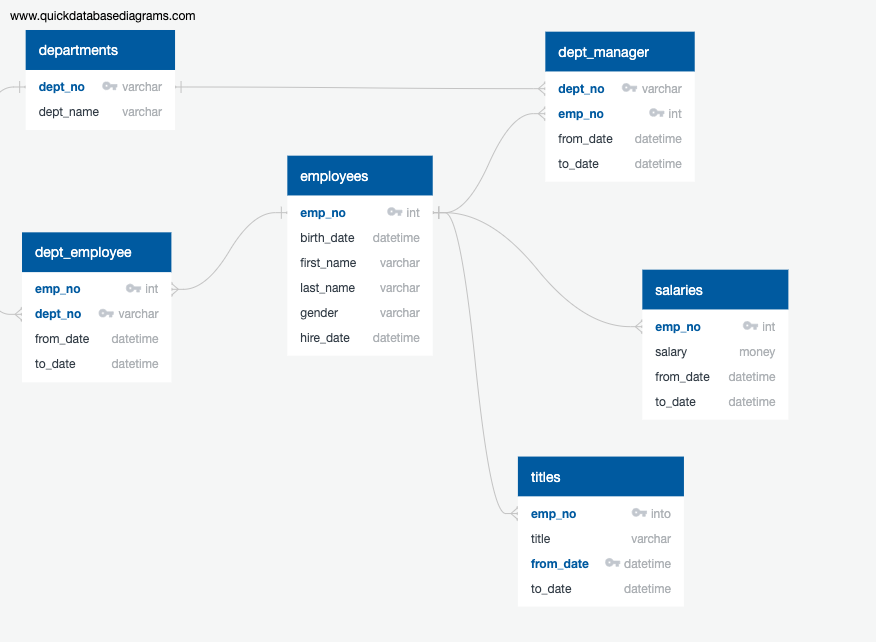 www.quickdatabasediagrams.com
departments
dept_no varchar
dept_name varchar
dept_manager
dept_no varchar
emp_no int
from_date datetime
to_date datetime
employees
emp_no int
birth_date datetime
first_name varchar
last_name varchar
gender varchar
hire_date datetime
dept_employee
emp_no int
dept_no varchar
from_date datetime
to_date datetime
salaries
emp_no int
salary money
from_date datetime
to_date datetime
titles
emp_no into
title varchar
from_date datetime
to_date datetime